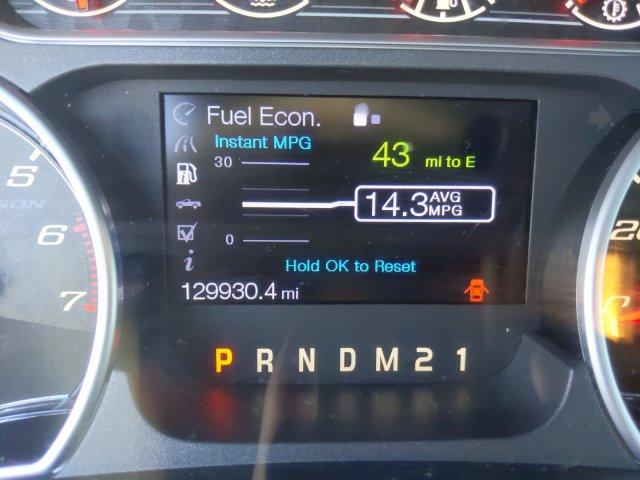 Fuel Econ.
Instant MPG
30
43 mi to E
14.3 AVG MPG
0
Hold OK to Reset
129930.4 mi
P R N D M 2 1
5
6
7